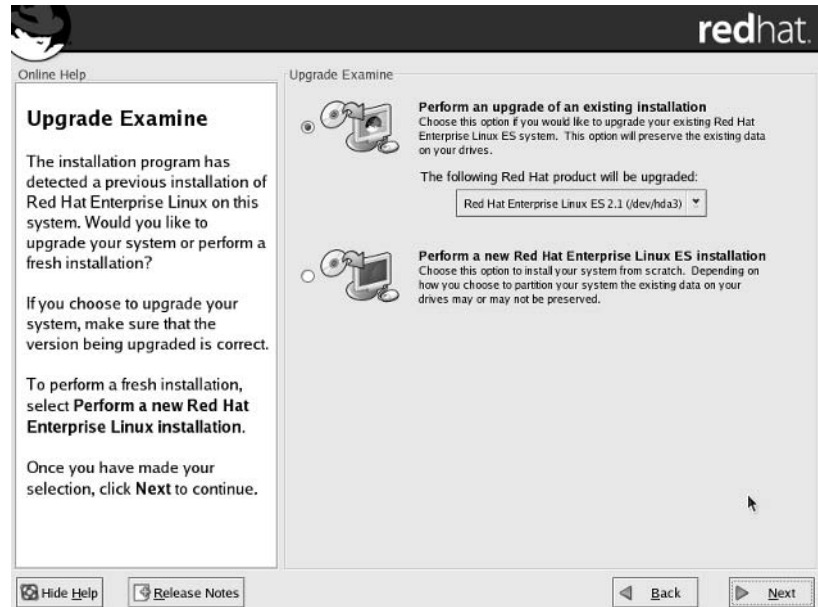 redhat.
Online Help
Upgrade Examine
The installation program has
detected a previous installation of
Red Hat Enterprise Linux on this
system. Would you like to
upgrade your system or perform a
fresh installation?
If you choose to upgrade your
system, make sure that the
version being upgraded is correct.
To perform a fresh installation,
select Perform a new Red Hat
Enterprise Linux installation.
Once you have made your
selection, click Next to continue.
Upgrade Examine
Perform an upgrade of an existing installation
Choose this option if you would like to upgrade your existing Red Hat
Enterprise Linux ES system. This option will preserve the existing data
on your drives.
The following Red Hat product will be upgraded:
Red Hat Enterprise Linux ES 2.1 (/dev/hda3)
Perform a new Red Hat Enterprise Linux ES installation
Choose this option to install your system from scratch. Depending on
how you choose to partition your system the existing data on your
drives may or may not be preserved.
Hide Help
Release Notes
Back
Next